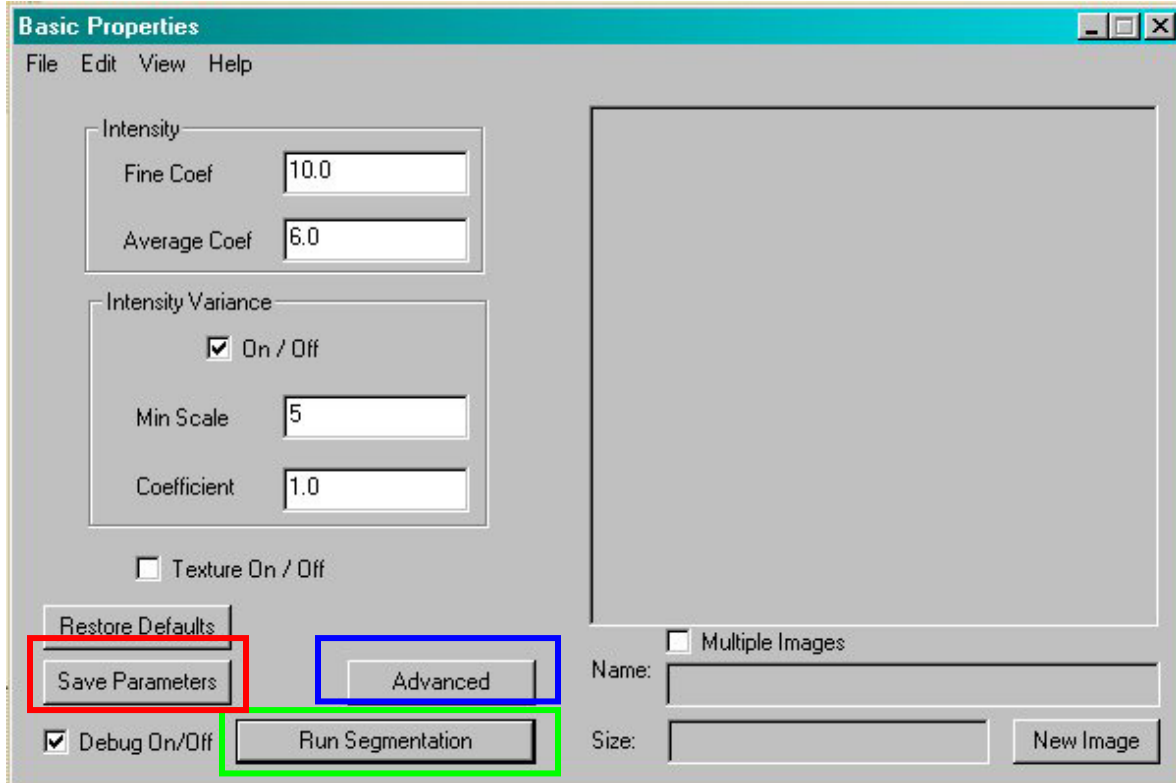 Basic Properties
File Edit View Help
Intensity
Fine Coef 10.0
Average Coef 6.0
Intensity Variance
On / Off
Min Scale 5
Coefficient 1.0
Texture On / Off
Restore Defaults
Save Parameters Advanced
Debug On/Off Run Segmentation
Multiple Images
Name:
Size: New Image